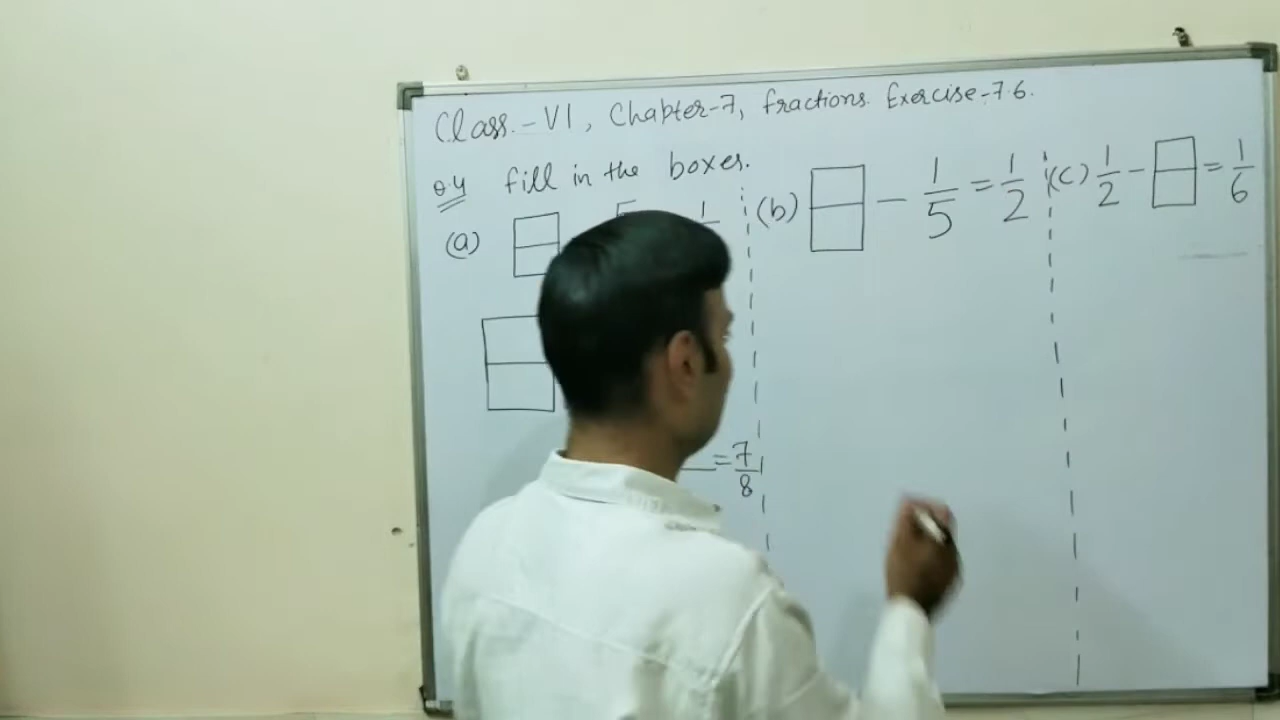 Class.- VI, Chapter-7, fractions. Exercise-7.6.
Q.4 fill in the boxes.
(a) 5 1
(b) - 1/5 = 1/2
(c) 1/2 - = 1/6
= 7/8